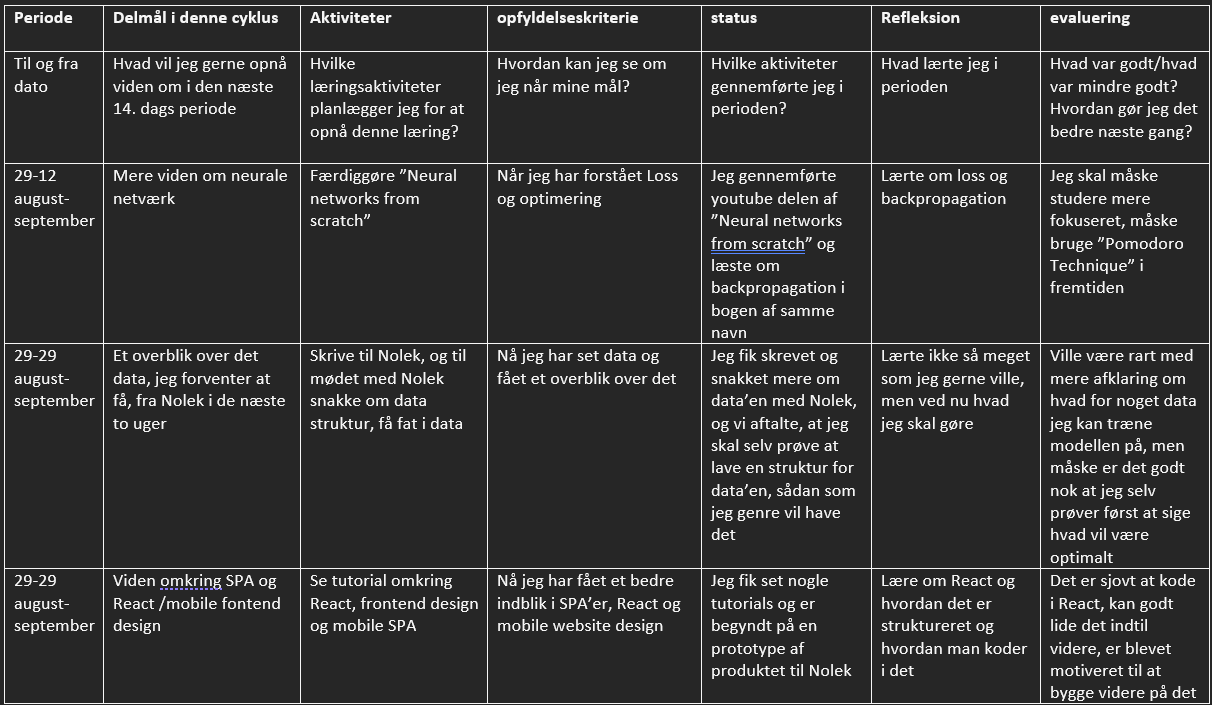 Periode
Delmål i denne cyklus
Aktiviteter
opfyldelseskriterie
status
Refleksion
evaluering
Til og fra
dato
Hvad vil jeg gerne opnå
viden om i den næste
14. dags periode
Hvilke
læringsaktiviteter
planlægger jeg for at
opnå denne læring?
Hvordan kan jeg se om
jeg når mine mål?
Hvilke aktiviteter
gennemførte jeg i
perioden?
Hvad lærte jeg i
perioden
Hvad var godt/hvad
var mindre godt?
Hvordan gør jeg det
bedre næste gang?
29-12
august-
september
Mere viden om neurale
netværk
Færdiggøre ”Neural
networks from
scratch”
Når jeg har forstået Loss
og optimering
Jeg gennemførte
youtube delen af
”Neural networks
from scratch” og
læste om
backpropagation i
bogen af samme
navn
Lærte om loss og
backpropagation
Jeg skal måske
studere mere
fokuseret, måske
bruge ”Pomodoro
Technique” i
fremtiden
29-29
august-
september
Et overblik over det
data, jeg forventer at
få, fra Nolek i de næste
to uger
Skrive til Nolek, og til
mødet med Nolek
snakke om data
struktur, få fat i data
Nå jeg har set data og
fået et overblik over det
Jeg fik skrevet og
snakket mere om
data’en med Nolek,
og vi aftalte, at jeg
skal selv prøve at
lave en struktur for
data’en, sådan som
jeg genre vil have
det
Lærte ikke så meget
som jeg gerne ville,
men ved nu hvad
jeg skal gøre
Ville være rart med
mere afklaring om
hvad for noget data
jeg kan træne
modellen på, men
måske er det godt
nok at jeg selv
prøver først at sige
hvad vil være
optimalt
29-29
august-
september
Viden omkring SPA og
React /mobile fontend
design
Se tutorial omkring
React, frontend design
og mobile SPA
Nå jeg har fået et bedre
indblik i SPA’er, React og
mobile website design
Jeg fik set nogle
tutorials og er
begyndt på en
prototype af
produktet til Nolek
Lære om React og
hvordan det er
struktureret og
hvordan man koder
i det
Det er sjovt at kode
i React, kan godt
lide det indtil
videre, er blevet
motiveret til at
bygge videre på det